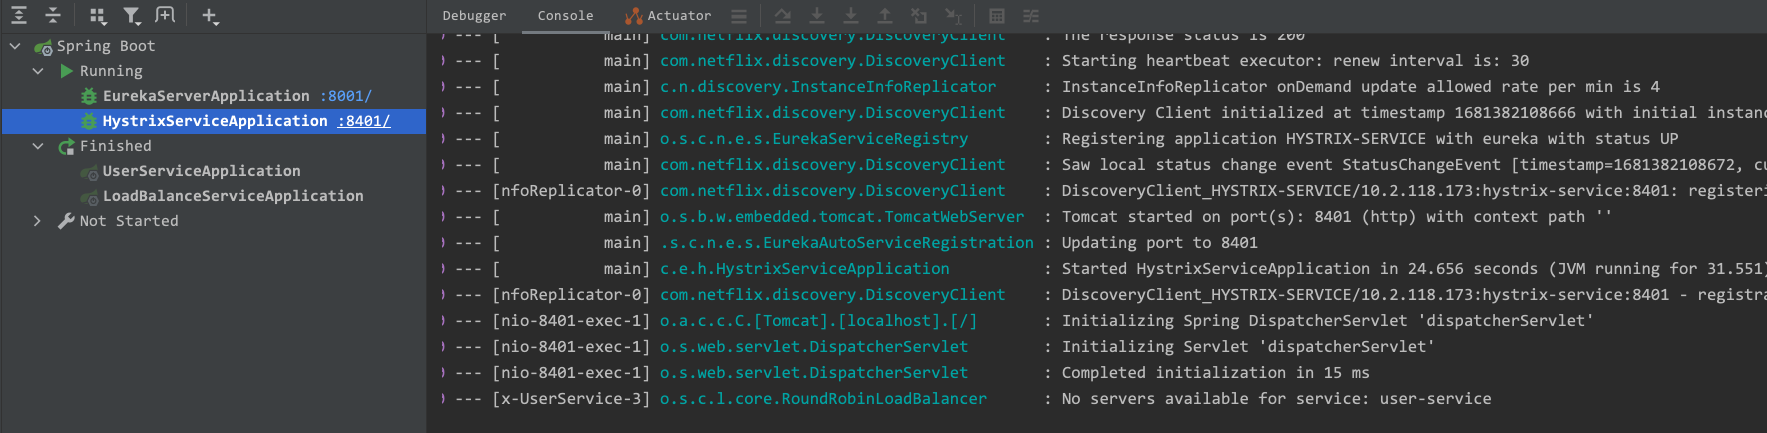 Debugger Console Actuator
Spring Boot
Running
EurekaServerApplication :8001/
HystrixServiceApplication :8401/
Finished
UserServiceApplication
LoadBalanceServiceApplication
Not Started
--- [ main] com.netflix.discovery.DiscoveryClient : The response status is 200
--- [ main] com.netflix.discovery.DiscoveryClient : Starting heartbeat executor: renew interval is: 30
--- [ main] c.n.discovery.InstanceInfoReplicator : InstanceInfoReplicator onDemand update allowed rate per min is 4
--- [ main] com.netflix.discovery.DiscoveryClient : Discovery Client initialized at timestamp 1681382108666 with initial instanc
--- [ main] o.s.c.n.e.s.EurekaServiceRegistry : Registering application HYSTRIX-SERVICE with eureka with status UP
--- [ main] com.netflix.discovery.DiscoveryClient : Saw local status change event StatusChangeEvent [timestamp=1681382108672, cu
--- [nfoReplicator-0] com.netflix.discovery.DiscoveryClient : DiscoveryClient_HYSTRIX-SERVICE/10.2.118.173:hystrix-service:8401: registeri
--- [ main] o.s.b.w.embedded.tomcat.TomcatWebServer : Tomcat started on port(s): 8401 (http) with context path ''
--- [ main] .s.c.n.e.s.EurekaAutoServiceRegistration : Updating port to 8401
--- [ main] c.e.h.HystrixServiceApplication : Started HystrixServiceApplication in 24.656 seconds (JVM running for 31.551)
--- [nfoReplicator-0] com.netflix.discovery.DiscoveryClient : DiscoveryClient_HYSTRIX-SERVICE/10.2.118.173:hystrix-service:8401 - registra
--- [nio-8401-exec-1] o.a.c.c.C.[Tomcat].[localhost].[/] : Initializing Spring DispatcherServlet 'dispatcherServlet'
--- [nio-8401-exec-1] o.s.web.servlet.DispatcherServlet : Initializing Servlet 'dispatcherServlet'
--- [nio-8401-exec-1] o.s.web.servlet.DispatcherServlet : Completed initialization in 15 ms
--- [x-UserService-3] o.s.c.l.core.RoundRobinLoadBalancer : No servers available for service: user-service